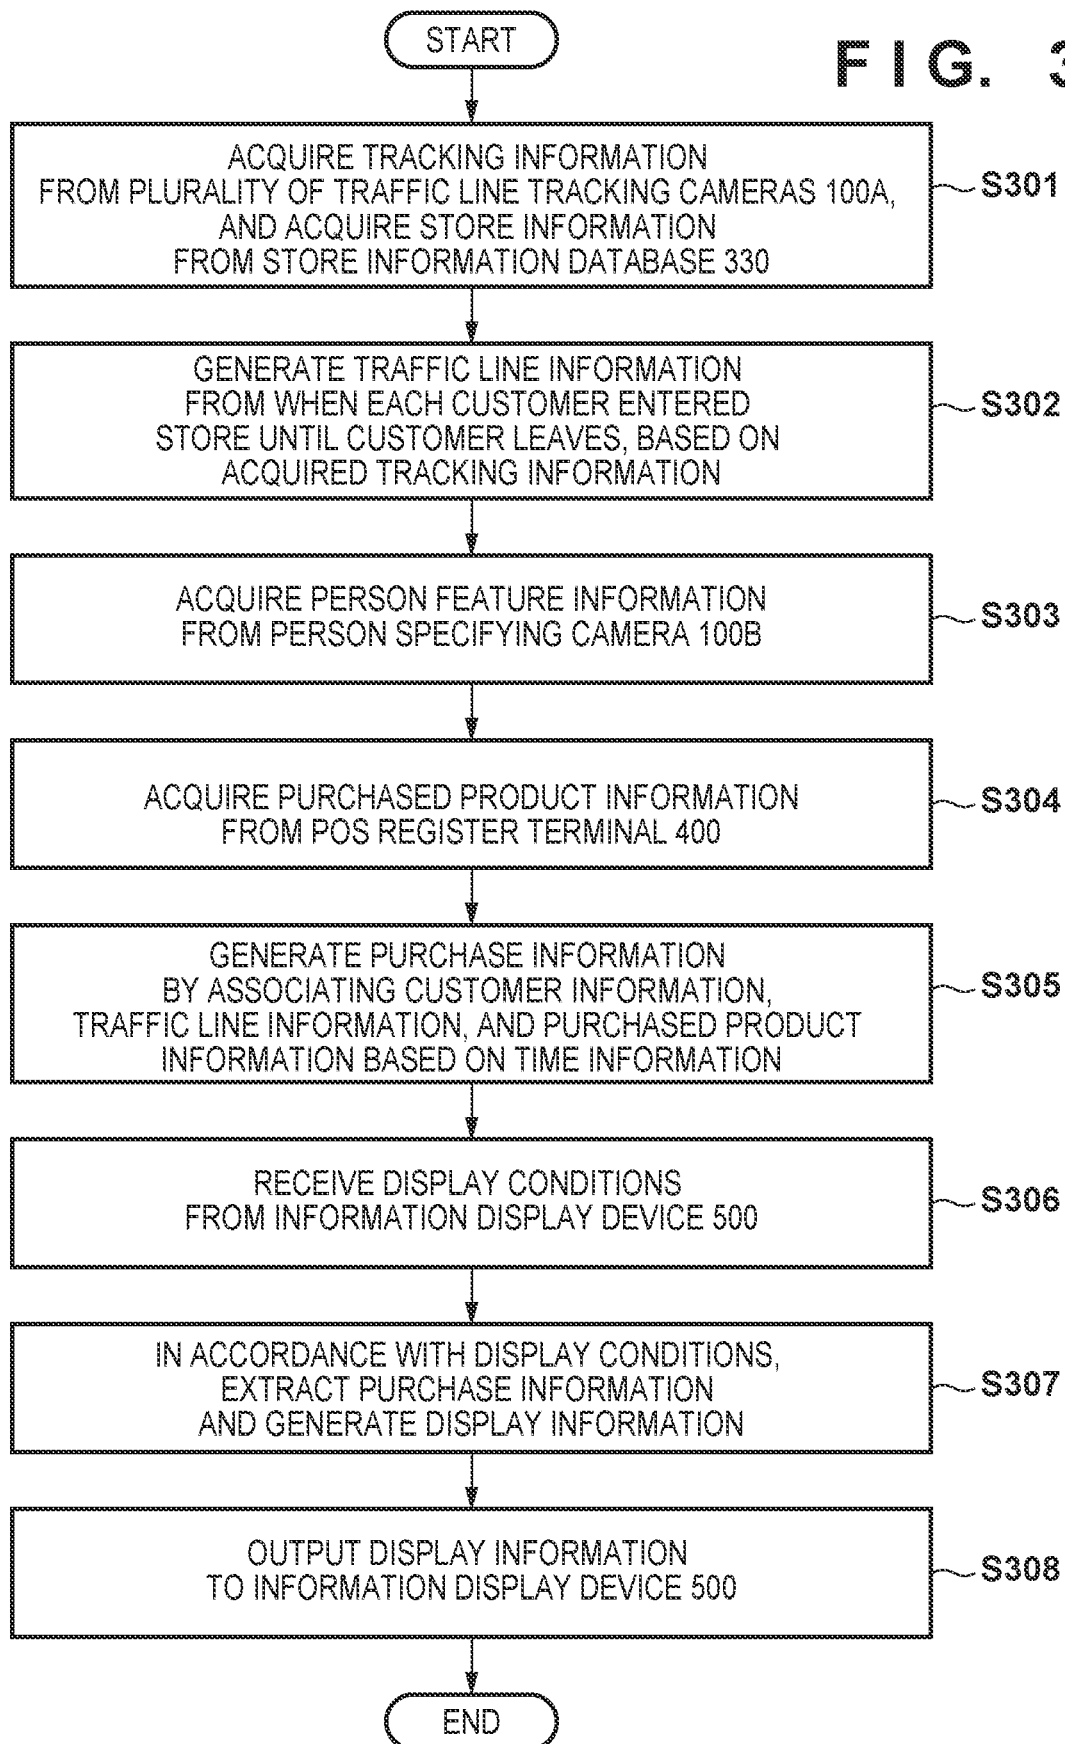 START
FIG. 3
ACQUIRE TRACKING INFORMATION
FROM PLURALITY OF TRAFFIC LINE TRACKING CAMERAS 100A,
AND ACQUIRE STORE INFORMATION
FROM STORE INFORMATION DATABASE 330
S301
GENERATE TRAFFIC LINE INFORMATION
FROM WHEN EACH CUSTOMER ENTERED
STORE UNTIL CUSTOMER LEAVES, BASED ON
ACQUIRED TRACKING INFORMATION
S302
ACQUIRE PERSON FEATURE INFORMATION
FROM PERSON SPECIFYING CAMERA 100B
S303
ACQUIRE PURCHASED PRODUCT INFORMATION
FROM POS REGISTER TERMINAL 400
S304
GENERATE PURCHASE INFORMATION
BY ASSOCIATING CUSTOMER INFORMATION,
TRAFFIC LINE INFORMATION, AND PURCHASED PRODUCT
INFORMATION BASED ON TIME INFORMATION
S305
RECEIVE DISPLAY CONDITIONS
FROM INFORMATION DISPLAY DEVICE 500
S306
IN ACCORDANCE WITH DISPLAY CONDITIONS,
EXTRACT PURCHASE INFORMATION
AND GENERATE DISPLAY INFORMATION
S307
OUTPUT DISPLAY INFORMATION
TO INFORMATION DISPLAY DEVICE 500
S308
END